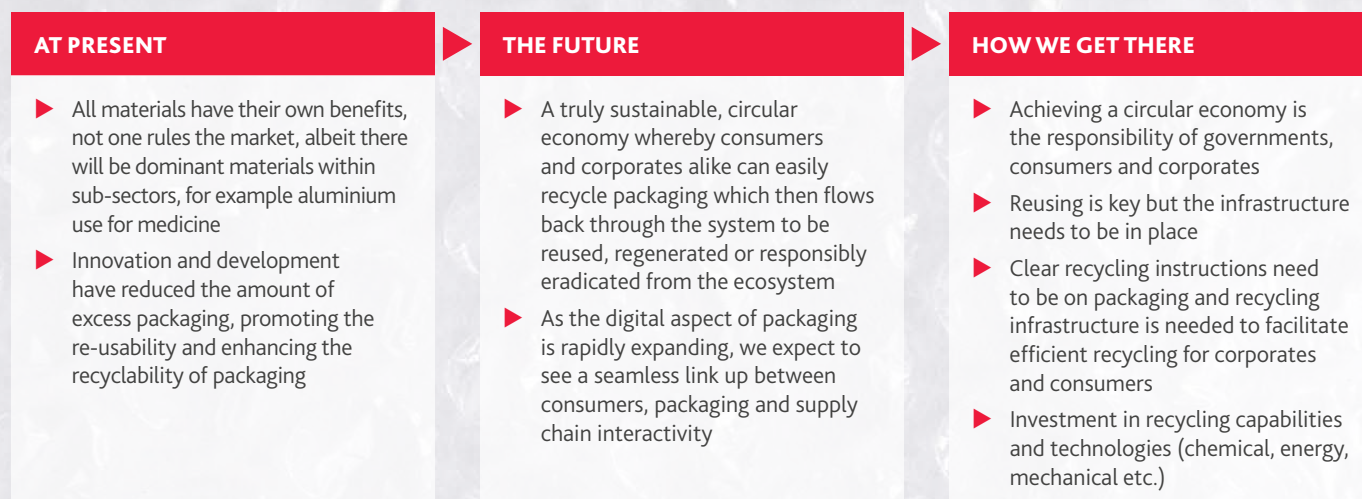 AT PRESENT
All materials have their own benefits,
not one rules the market, albeit there
will be dominant materials within
sub-sectors, for example aluminium
use for medicine
Innovation and development
have reduced the amount of
excess packaging, promoting the
re-usability and enhancing the
recyclability of packaging
THE FUTURE
A truly sustainable, circular
economy whereby consumers
and corporates alike can easily
recycle packaging which then flows
back through the system to be
reused, regenerated or responsibly
eradicated from the ecosystem
As the digital aspect of packaging
is rapidly expanding, we expect to
see a seamless link up between
consumers, packaging and supply
chain interactivity
HOW WE GET THERE
Achieving a circular economy is
the responsibility of governments,
consumers and corporates
Reusing is key but the infrastructure
needs to be in place
Clear recycling instructions need
to be on packaging and recycling
infrastructure is needed to facilitate
efficient recycling for corporates
and consumers
Investment in recycling capabilities
and technologies (chemical, energy,
mechanical etc.)